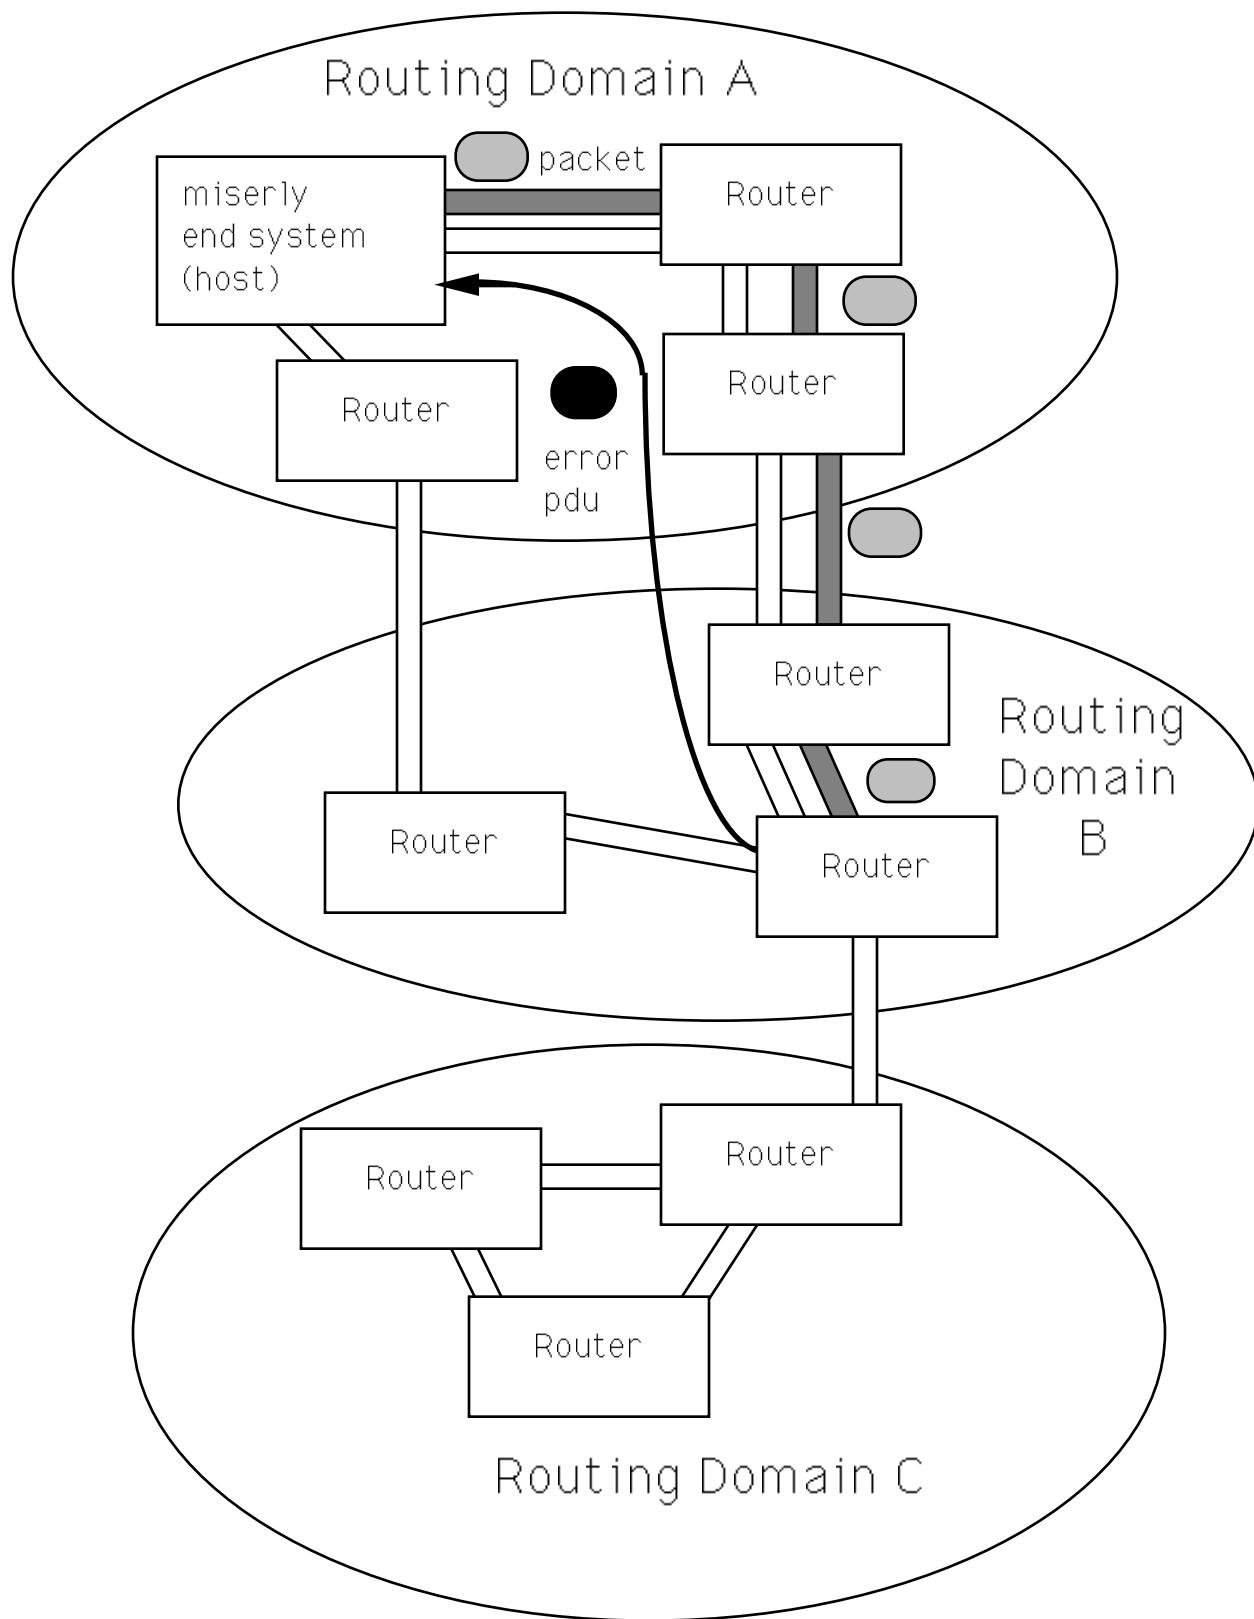 Routing Domain A
packet
Router
miserly
end system
(host)
Router
Router
error
pdu
Router
Routing
Domain
B
Router
Router
Router
Router
Router
Routing Domain C